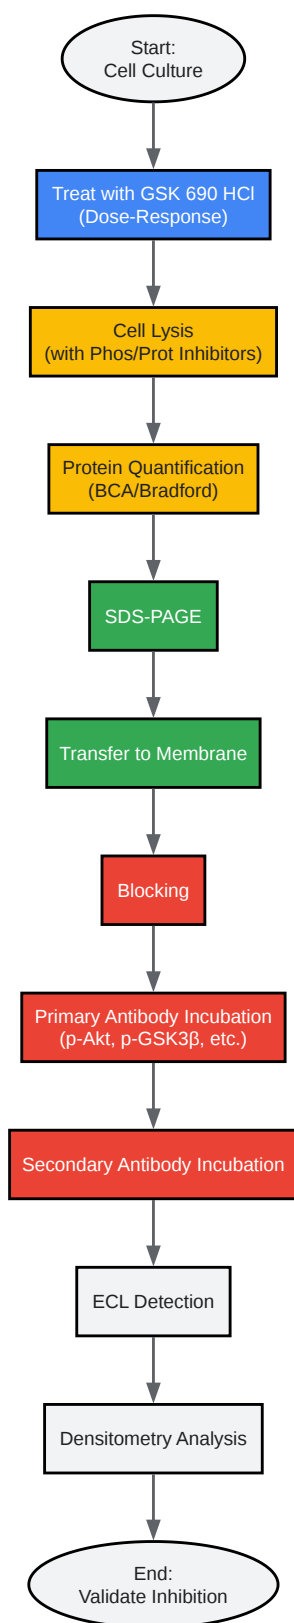 Start:
Cell Culture
Treat with GSK 690 HCl
(Dose-Response)
Cell Lysis
(with Phos/Prot Inhibitors)
Protein Quantification
(BCA/Bradford)
SDS-PAGE
Transfer to Membrane
Blocking
Primary Antibody Incubation
(p-Akt, p-GSK3β, etc.)
Secondary Antibody Incubation
ECL Detection
Densitometry Analysis
End:
Validate Inhibition